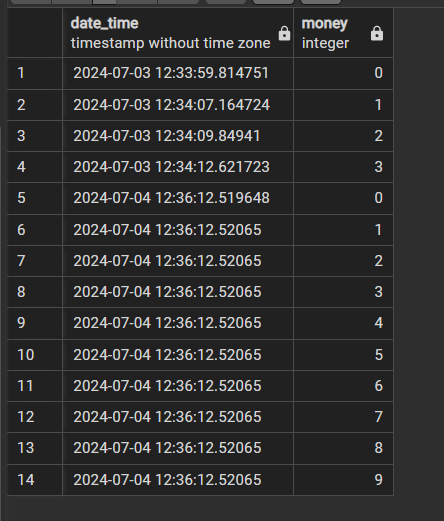 date_time money
timestamp without time zone integer
1 2024-07-03 12:33:59.814751 0
2 2024-07-03 12:34:07.164724 1
3 2024-07-03 12:34:09.84941 2
4 2024-07-03 12:34:12.621723 3
5 2024-07-04 12:36:12.519648 0
6 2024-07-04 12:36:12.52065 1
7 2024-07-04 12:36:12.52065 2
8 2024-07-04 12:36:12.52065 3
9 2024-07-04 12:36:12.52065 4
10 2024-07-04 12:36:12.52065 5
11 2024-07-04 12:36:12.52065 6
12 2024-07-04 12:36:12.52065 7
13 2024-07-04 12:36:12.52065 8
14 2024-07-04 12:36:12.52065 9